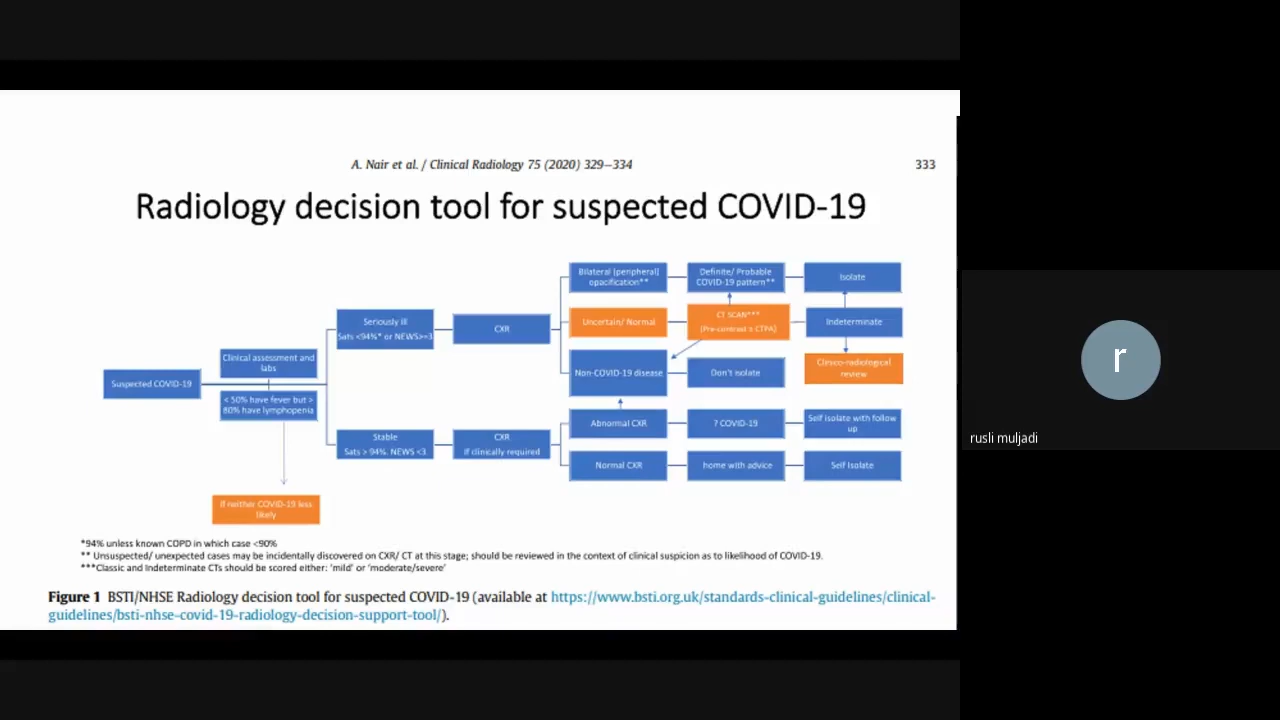 A. Nair et al. / Clinical Radiology 75 (2020) 329–334
333
Radiology decision tool for suspected COVID-19
Suspected COVID-19
Clinical assessment and
labs
< 50% have fever but >
80% have lymphopenia
If neither COVID-19 less
likely
Seriously ill
Sats <94%* or NEWS>=3
CXR
Stable
Sats > 94%. NEWS <3
CXR
If clinically required
Bilateral [peripheral]
opacification**
Definite/ Probable
COVID-19 pattern**
Isolate
Uncertain/ Normal
CT SCAN***
(Pre-contrast ± CTPA)
Indeterminate
Non-COVID-19 disease
Don't isolate
Clinico-radiological
review
Abnormal CXR
? COVID-19
Self isolate with follow
up
Normal CXR
home with advice
Self Isolate
*94% unless known COPD in which case <90%
** Unsuspected/ unexpected cases may be incidentally discovered on CXR/ CT at this stage; should be reviewed in the context of clinical suspicion as to likelihood of COVID-19.
***Classic and Indeterminate CTs should be scored either: 'mild' or 'moderate/severe'
Figure 1 BSTI/NHSE Radiology decision tool for suspected COVID-19 (available at https://www.bsti.org.uk/standards-clinical-guidelines/clinical-
guidelines/bsti-nhse-covid-19-radiology-decision-support-tool/).
r
rusli muljadi